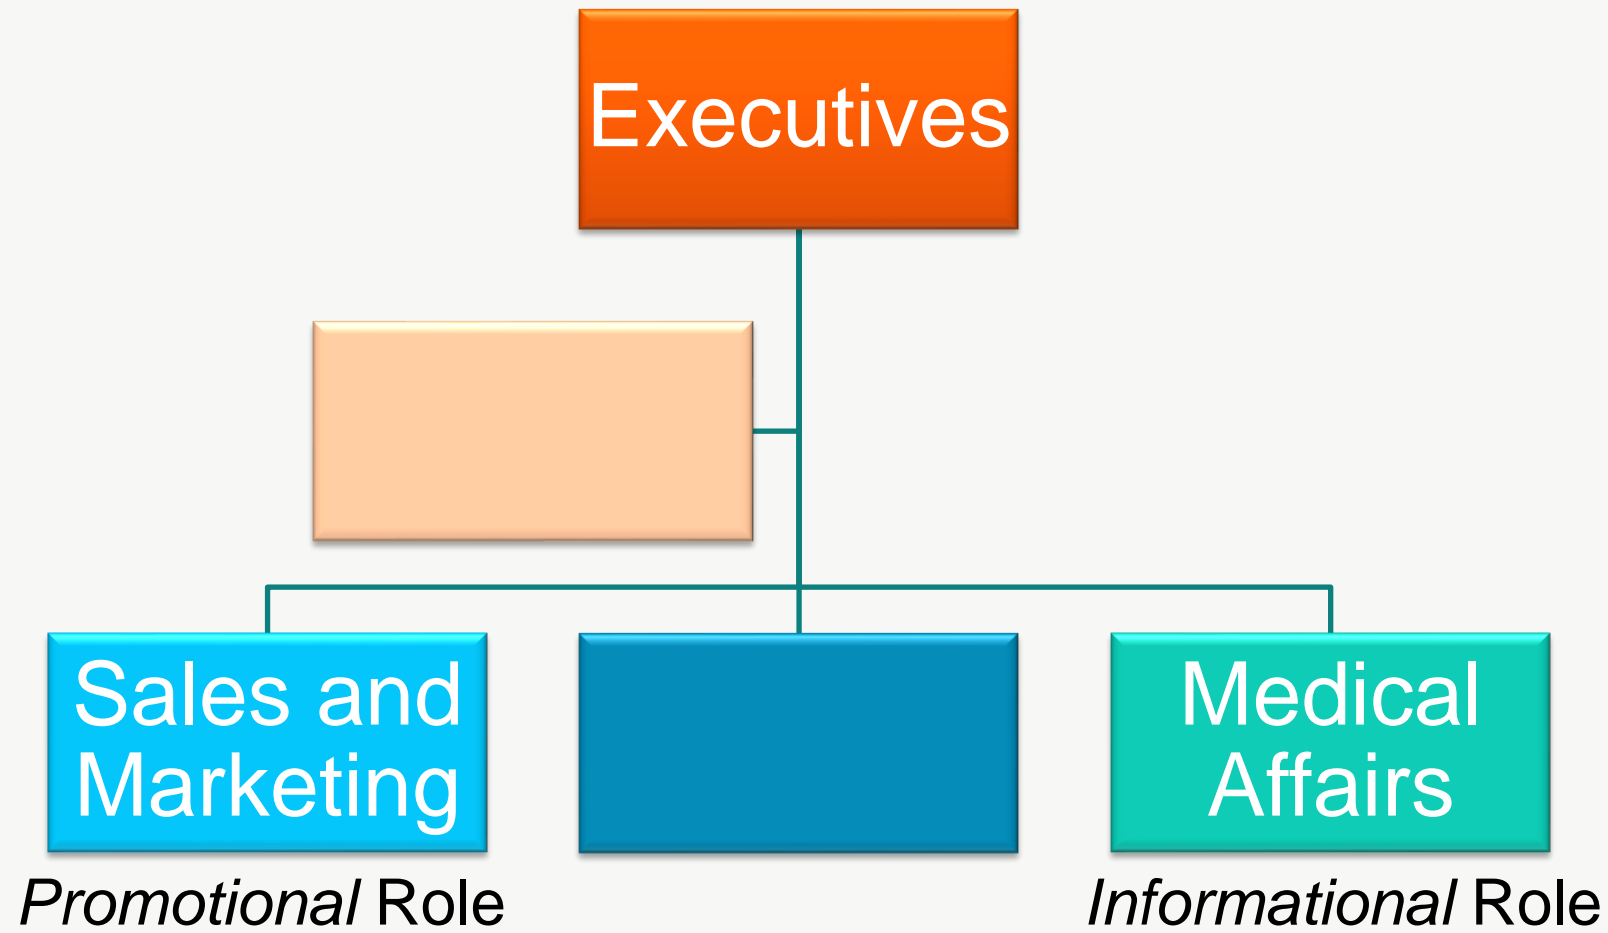 Executives
Sales and
Marketing
Medical
Affairs
Promotional Role
Informational Role